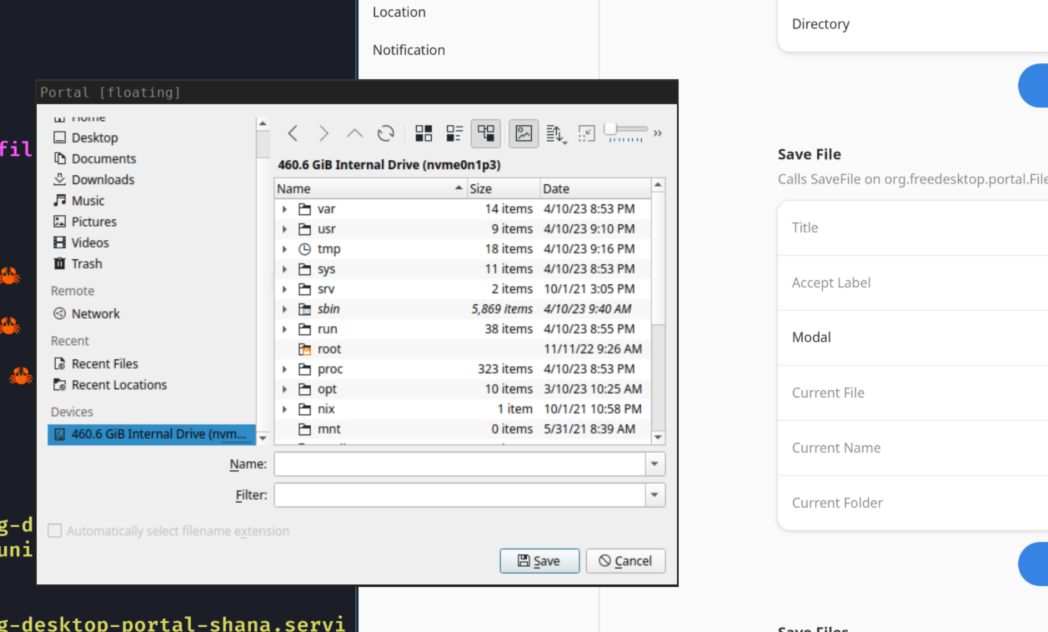 Location
Notification
Directory
Portal [floating]
fil
Home
Desktop
Documents
Downloads
Music
Pictures
Videos
Trash
Remote
Network
Recent
Recent Files
Recent Locations
Devices
460.6 GiB Internal Drive (nvm...
»
460.6 GiB Internal Drive (nvme0n1p3)
Name Size Date
var 14 items 4/10/23 8:53 PM
usr 9 items 4/10/23 9:10 PM
tmp 18 items 4/10/23 9:16 PM
sys 11 items 4/10/23 8:53 PM
srv 2 items 10/1/21 3:05 PM
sbin 5,869 items 4/10/23 9:40 AM
run 38 items 4/10/23 8:55 PM
root 11/11/22 9:26 AM
proc 323 items 4/10/23 8:53 PM
opt 10 items 3/10/23 10:25 AM
nix 1 item 10/1/21 10:58 PM
mnt 0 items 5/31/21 8:39 AM
Name:
Filter:
Automatically select filename extension
Save Cancel
Save File
Calls SaveFile on org.freedesktop.portal.File
Title
Accept Label
Modal
Current File
Current Name
Current Folder
g-d
uni
g-desktop-portal-shana.servi
Save Files